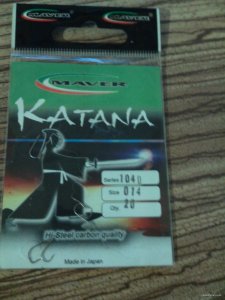 MAVER
MAVER
MAVER
KATANA
Series 1040
Size 014
Qty. 20
Hi-Steel carbon quality
Made in Japan